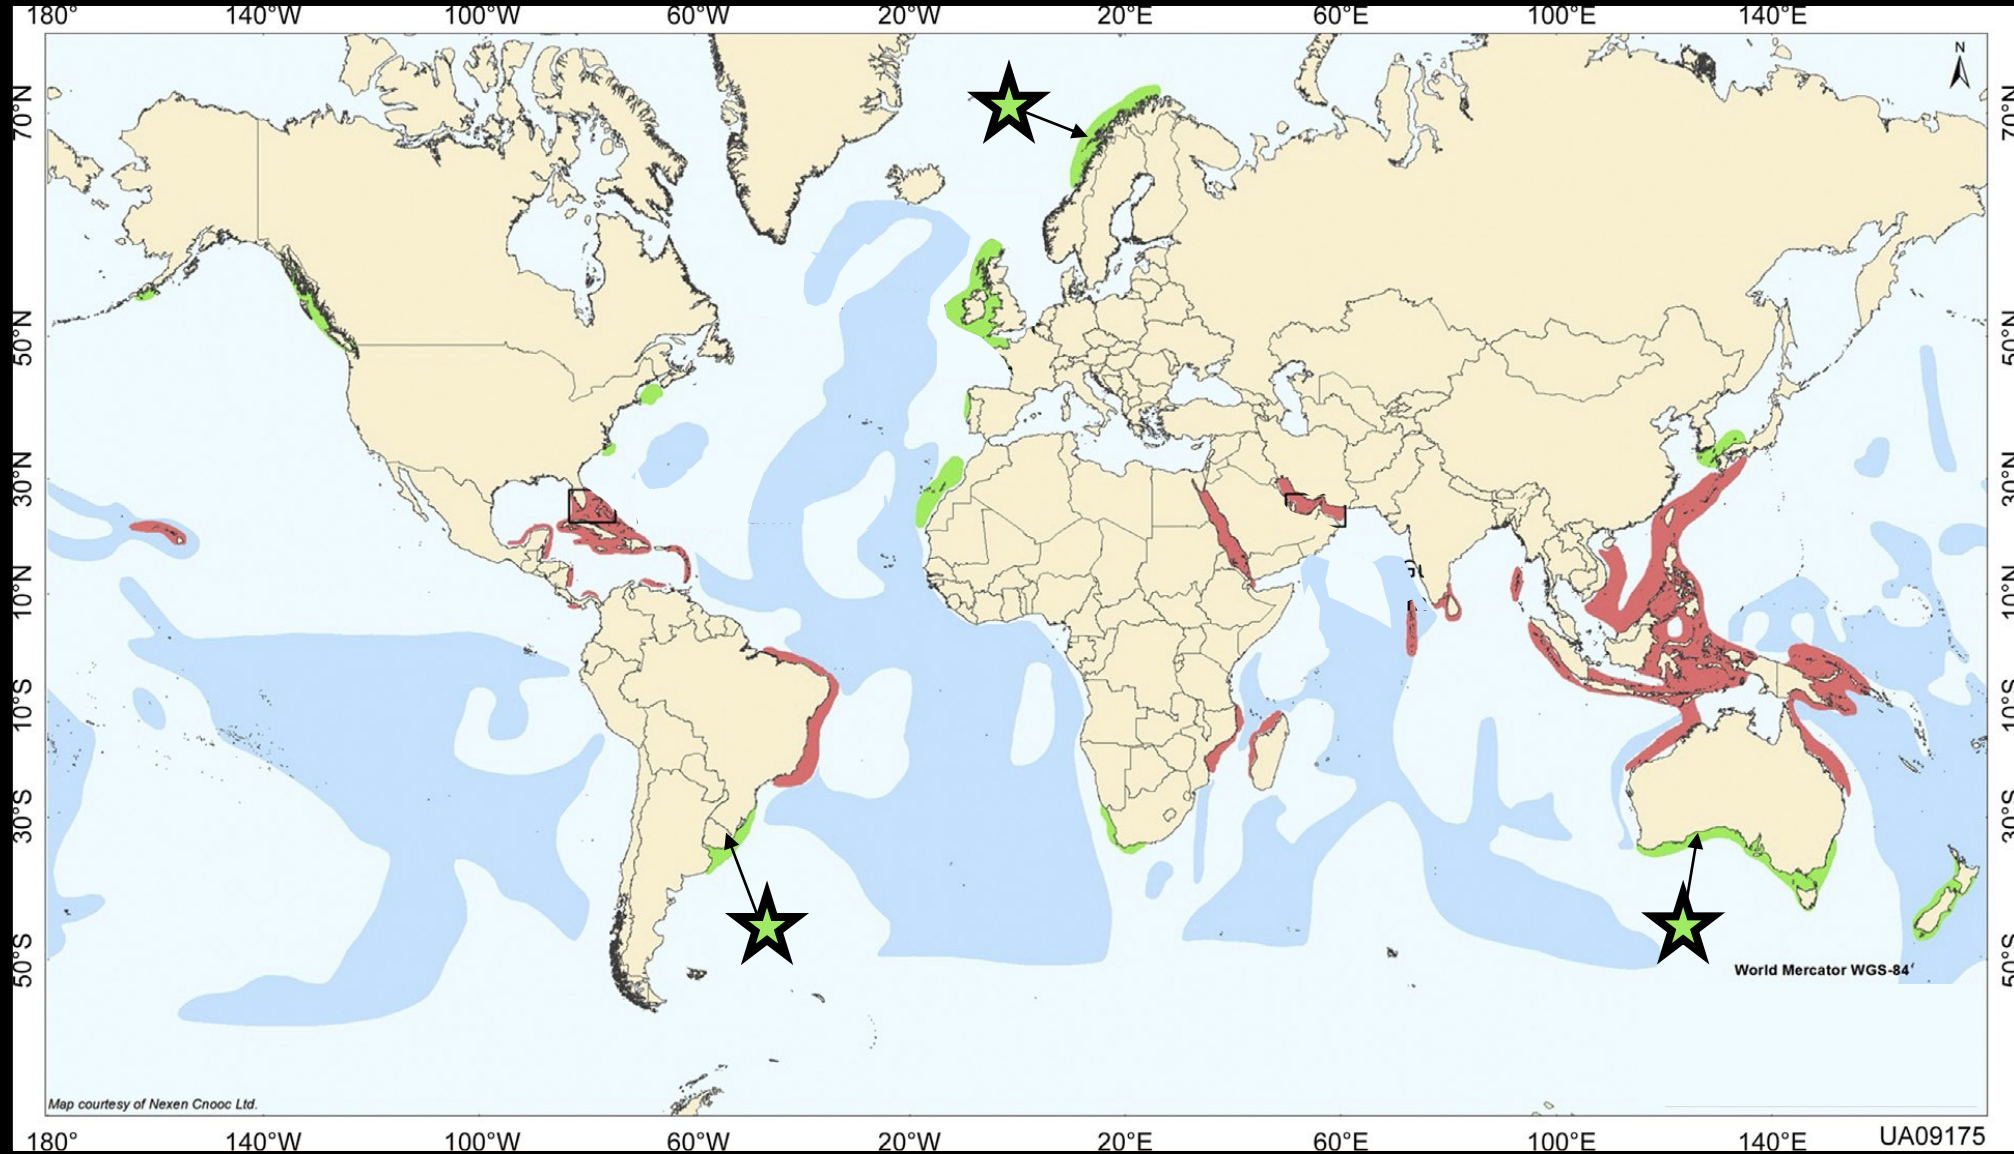 180° 140°W 100°W 60°W 20°W 20°E 60°E 100°E 140°E
N
70°N 70°N
50°N 50°N
30°N 30°N
10°N 10°N
10°S 10°S
30°S 30°S
50°S 50°S
World Mercator WGS-84
Map courtesy of Nexen Cnooc Ltd.
180° 140°W 100°W 60°W 20°W 20°E 60°E 100°E 140°E
UA09175